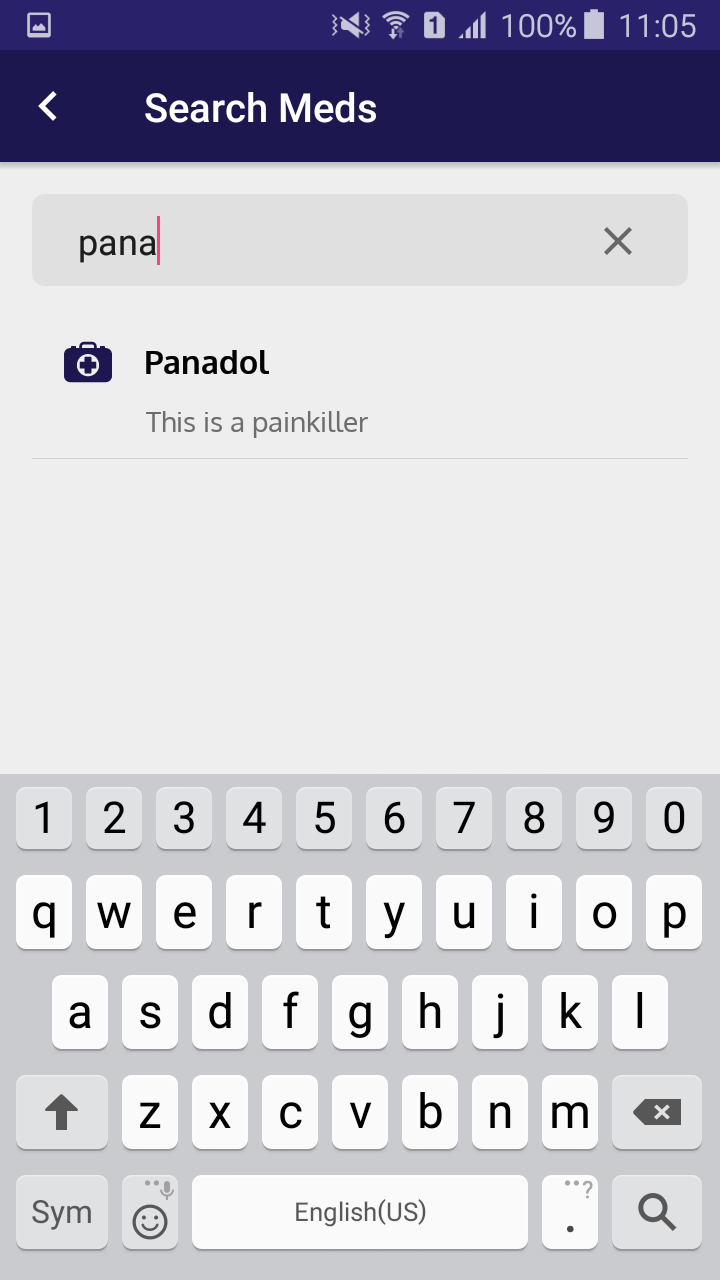 1 100% 11:05
Search Meds
pana
Panadol
This is a painkiller
1 2 3 4 5 6 7 8 9 0
q w e r t y u i o p
a s d f g h j k l
z x c v b n m
?
Sym English(US) .